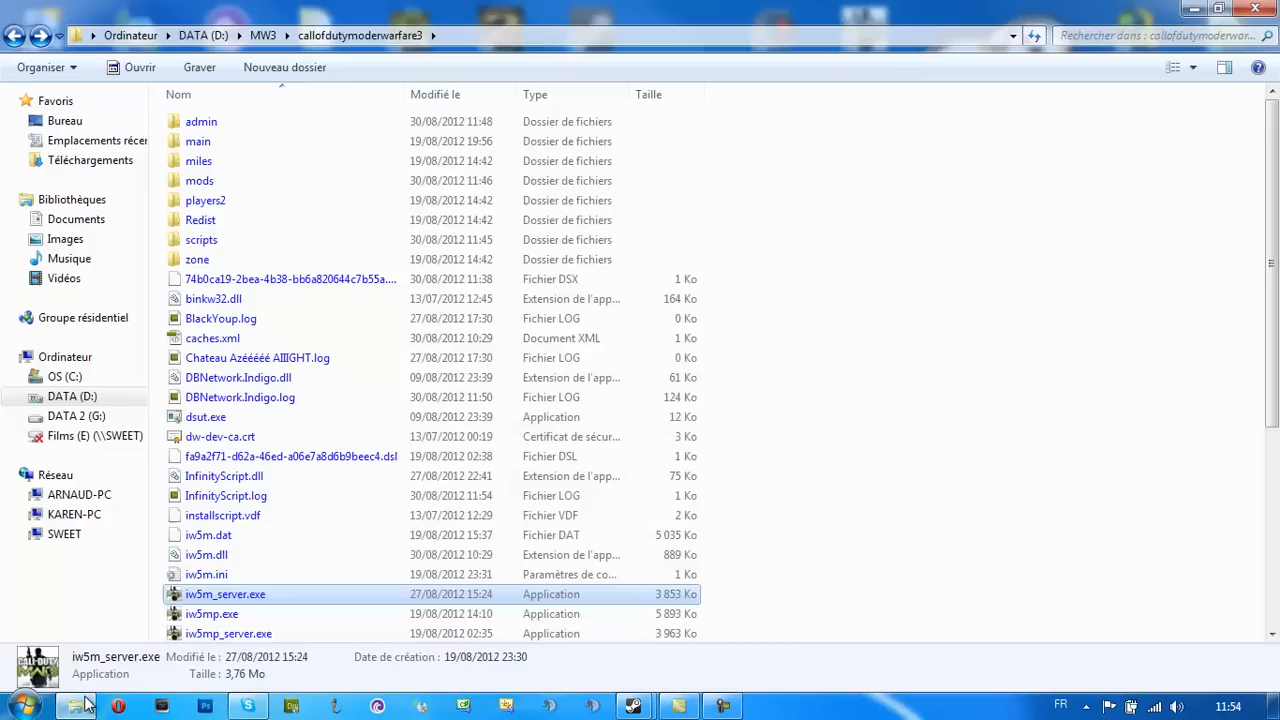 Ordinateur DATA (D:) MW3 callofdutymoderwarfare3 Rechercher dans : callofdutymoderwar...
Organiser Ouvrir Graver Nouveau dossier
Nom Modifié le Type Taille
Favoris
Bureau
Emplacements récer
Téléchargements
Bibliothèques
Documents
Images
Musique
Vidéos
Groupe résidentiel
Ordinateur
OS (C:)
DATA (D:)
DATA 2 (G:)
Films (E) (\\SWEET)
Réseau
ARNAUD-PC
KAREN-PC
SWEET
admin 30/08/2012 11:48 Dossier de fichiers
main 19/08/2012 19:56 Dossier de fichiers
miles 19/08/2012 14:42 Dossier de fichiers
mods 30/08/2012 11:46 Dossier de fichiers
players2 19/08/2012 14:42 Dossier de fichiers
Redist 19/08/2012 14:42 Dossier de fichiers
scripts 30/08/2012 11:45 Dossier de fichiers
zone 19/08/2012 14:42 Dossier de fichiers
74b0ca19-2bea-4b38-bb6a820644c7b55a.... 30/08/2012 11:38 Fichier DSX 1 Ko
binkw32.dll 13/07/2012 12:45 Extension de l'app... 164 Ko
BlackYoup.log 27/08/2012 17:30 Fichier LOG 0 Ko
caches.xml 30/08/2012 10:29 Document XML 1 Ko
Chateau Azééééé AIIIGHT.log 27/08/2012 17:30 Fichier LOG 0 Ko
DBNetwork.Indigo.dll 09/08/2012 23:39 Extension de l'app... 61 Ko
DBNetwork.Indigo.log 30/08/2012 11:50 Fichier LOG 124 Ko
dsut.exe 09/08/2012 23:39 Application 12 Ko
dw-dev-ca.crt 13/07/2012 00:19 Certificat de sécur... 3 Ko
fa9a2f71-d62a-46ed-a06e7a8d6b9beec4.dsl 19/08/2012 02:38 Fichier DSL 1 Ko
InfinityScript.dll 27/08/2012 22:41 Extension de l'app... 75 Ko
InfinityScript.log 30/08/2012 11:54 Fichier LOG 1 Ko
installscript.vdf 13/07/2012 12:29 Fichier VDF 2 Ko
iw5m.dat 19/08/2012 15:37 Fichier DAT 5 035 Ko
iw5m.dll 30/08/2012 10:29 Extension de l'app... 889 Ko
iw5m.ini 19/08/2012 23:31 Paramètres de co... 1 Ko
iw5m_server.exe 27/08/2012 15:24 Application 3 853 Ko
iw5mp.exe 19/08/2012 14:10 Application 5 893 Ko
iw5mp_server.exe 19/08/2012 02:35 Application 3 963 Ko
iw5m_server.exe Modifié le : 27/08/2012 15:24 Date de création : 19/08/2012 23:30
Application Taille : 3,76 Mo
FR 11:54